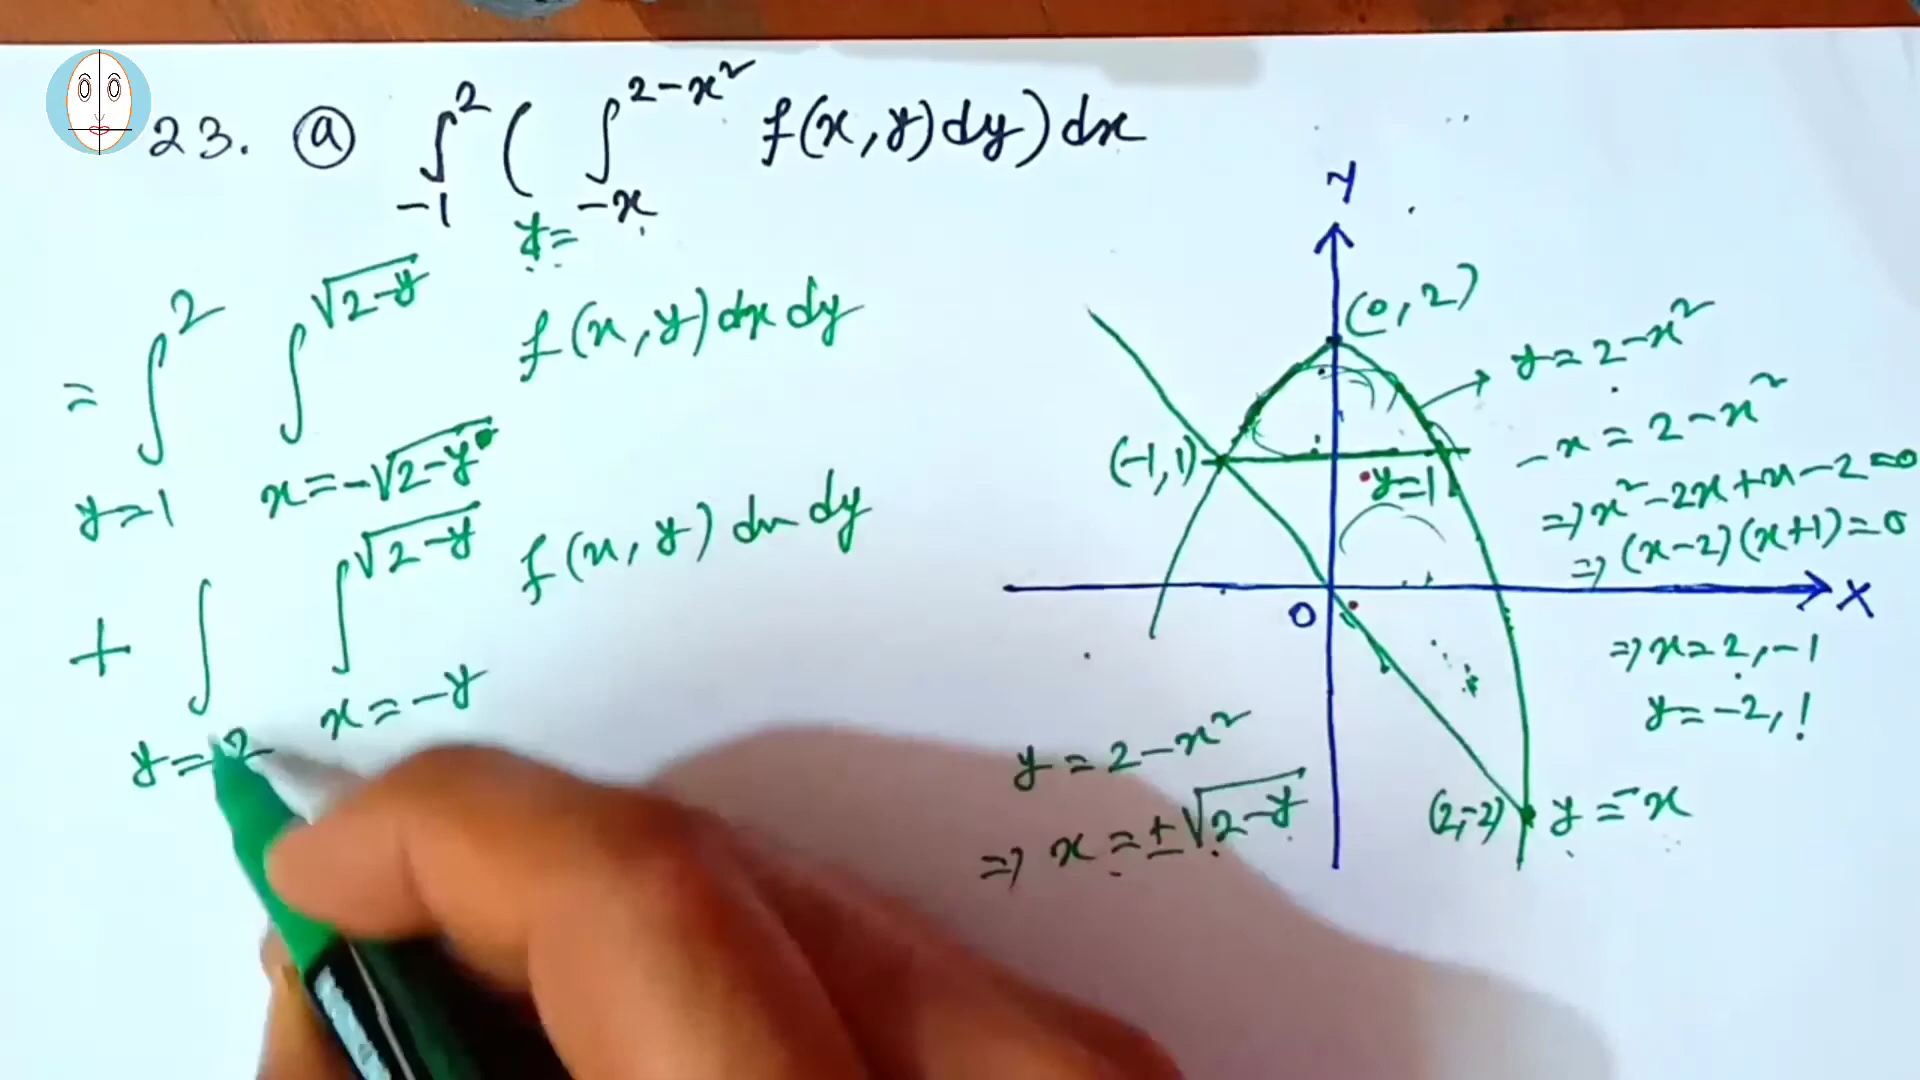 23. (a) ∫_{-1}^{2} ( ∫_{y=-x}^{2-x²} f(x,y)dy) dx
= ∫_{y=1}^{2} ∫_{x=-√(2-y)}^{√(2-y)} f(x,y) dx dy
+ ∫_{y=-2} ∫_{x=-y}^{√(2-y)} f(x,y) dx dy
Y
(0,2)
y=2-x²
(-1,1)
y=1
-x=2-x²
⇒x²-2x+x-2=0
⇒(x-2)(x+1)=0
O
X
⇒x=2,-1
y=-2,1
y=2-x²
⇒ x=±√(2-y)
(2,-2) y=-x